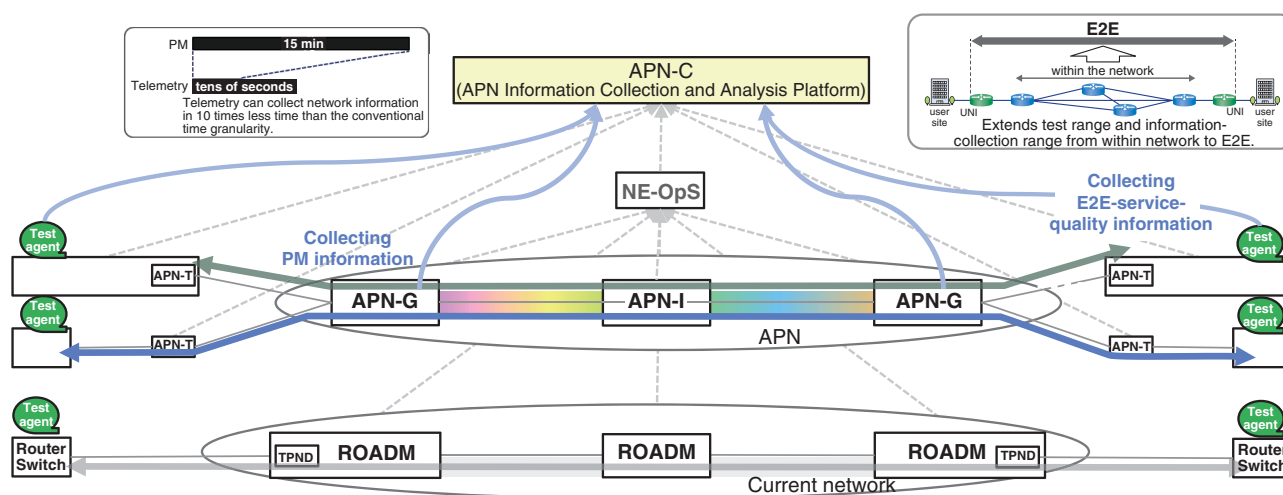 PM
15 min
Telemetry
tens of seconds
Telemetry can collect network information
in 10 times less time than the conventional
time granularity.
APN-C
(APN Information Collection and Analysis Platform)
E2E
within the network
user
site
UNI
UNI
user
site
Extends test range and information-
collection range from within network to E2E.
NE-OpS
Collecting
PM information
Collecting
E2E-service-
quality information
Test
agent
APN-T
Test
agent
APN-T
APN-G
APN-I
APN-G
APN
Test
agent
APN-T
Test
agent
APN-T
Test
agent
Router
Switch
TPND
ROADM
ROADM
ROADM
TPND
Current network
Test
agent
Router
Switch